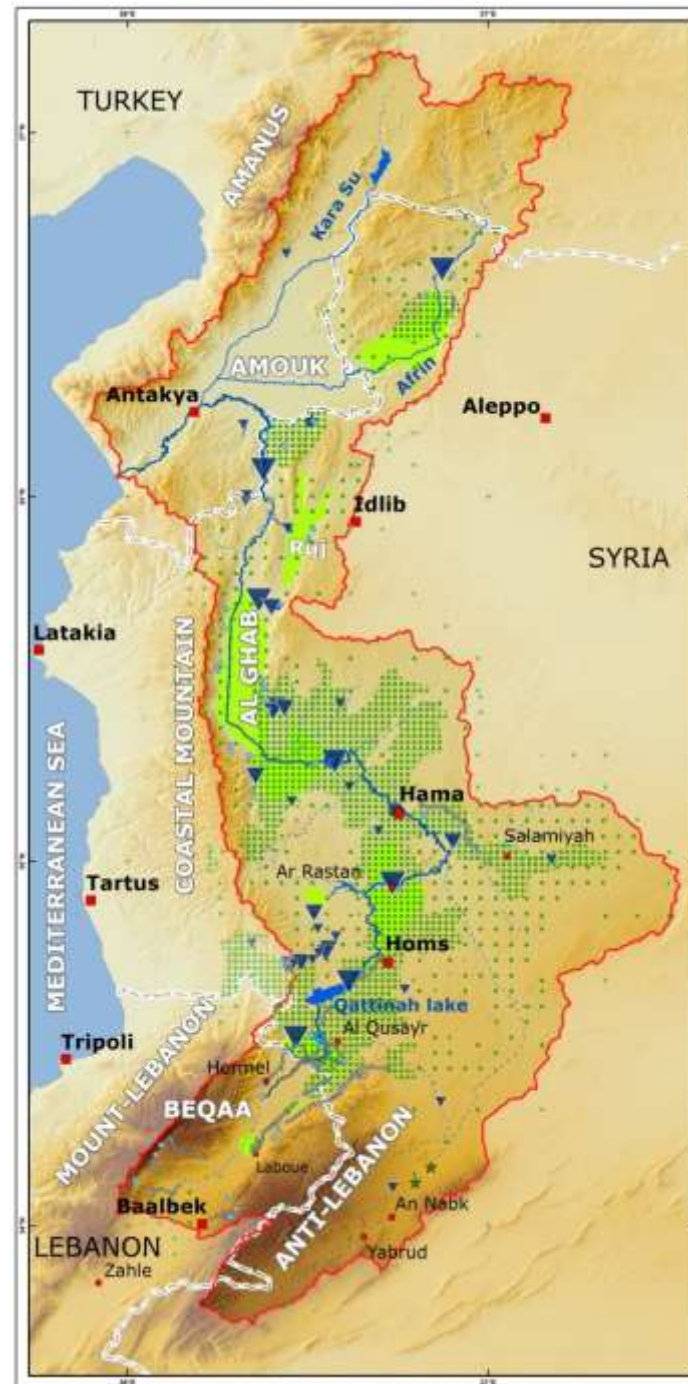 TURKEY
AMANUS
Kara Su
AMOUK
Afrin
Antakya
Aleppo
Idlib
Ruj
SYRIA
Latakia
AL GHAB
COASTAL MOUNTAIN
MEDITERRANEAN SEA
Hama
Salamiyah
Ar Rastan
Tartus
Homs
Qattinah lake
Al Qusayr
Tripoli
MOUNT-LEBANON
Hermel
BEQAA
Laboue
ANTI-LEBANON
Baalbek
An Nabk
LEBANON
Yabrud
Zahle